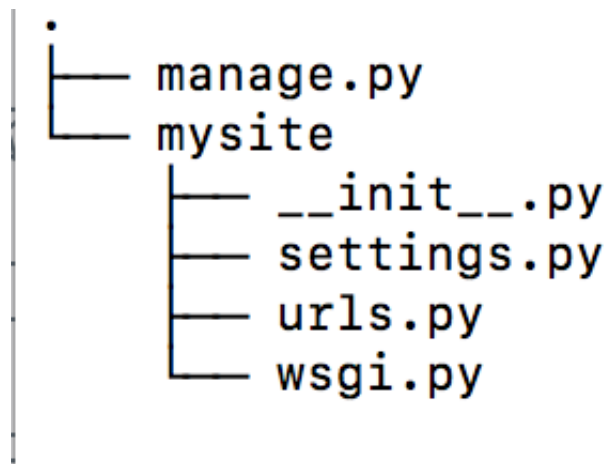 .
├── manage.py
└── mysite
    ├── __init__.py
    ├── settings.py
    ├── urls.py
    └── wsgi.py